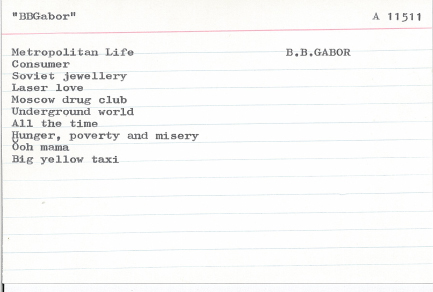 "BBGabor" A 11511
Metropolitan Life B.B.GABOR
Consumer
Soviet jewellery
Laser love
Moscow drug club
Underground world
All the time
Hunger, poverty and misery
Ooh mama
Big yellow taxi